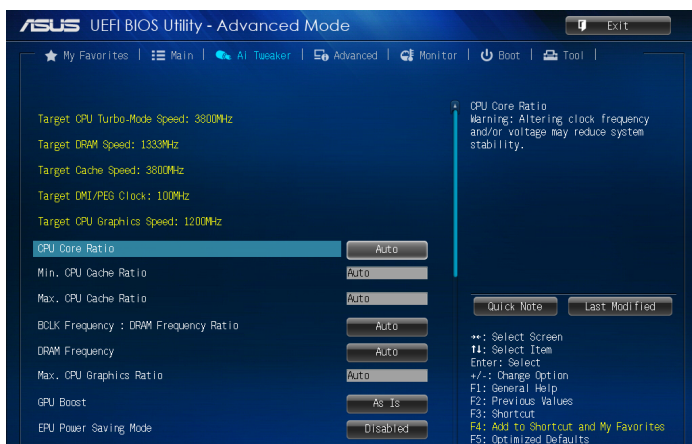 ASUS UEFI BIOS Utility - Advanced Mode
Exit
My Favorites | Main | Ai Tweaker | Advanced | Monitor | Boot | Tool |
Target CPU Turbo-Mode Speed: 3800MHz
Target DRAM Speed: 1333MHz
Target Cache Speed: 3800MHz
Target DMI/PEG Clock: 100MHz
Target CPU Graphics Speed: 1200MHz
CPU Core Ratio Auto
Min. CPU Cache Ratio Auto
Max. CPU Cache Ratio Auto
BCLK Frequency : DRAM Frequency Ratio Auto
DRAM Frequency Auto
Max. CPU Graphics Ratio Auto
GPU Boost As Is
EPU Power Saving Mode Disabled
CPU Core Ratio
Warning: Altering clock frequency
and/or voltage may reduce system
stability.
Quick Note Last Modified
→←: Select Screen
↑↓: Select Item
Enter: Select
+/-: Change Option
F1: General Help
F2: Previous Values
F3: Shortcut
F4: Add to Shortcut and My Favorites
F5: Optimized Defaults